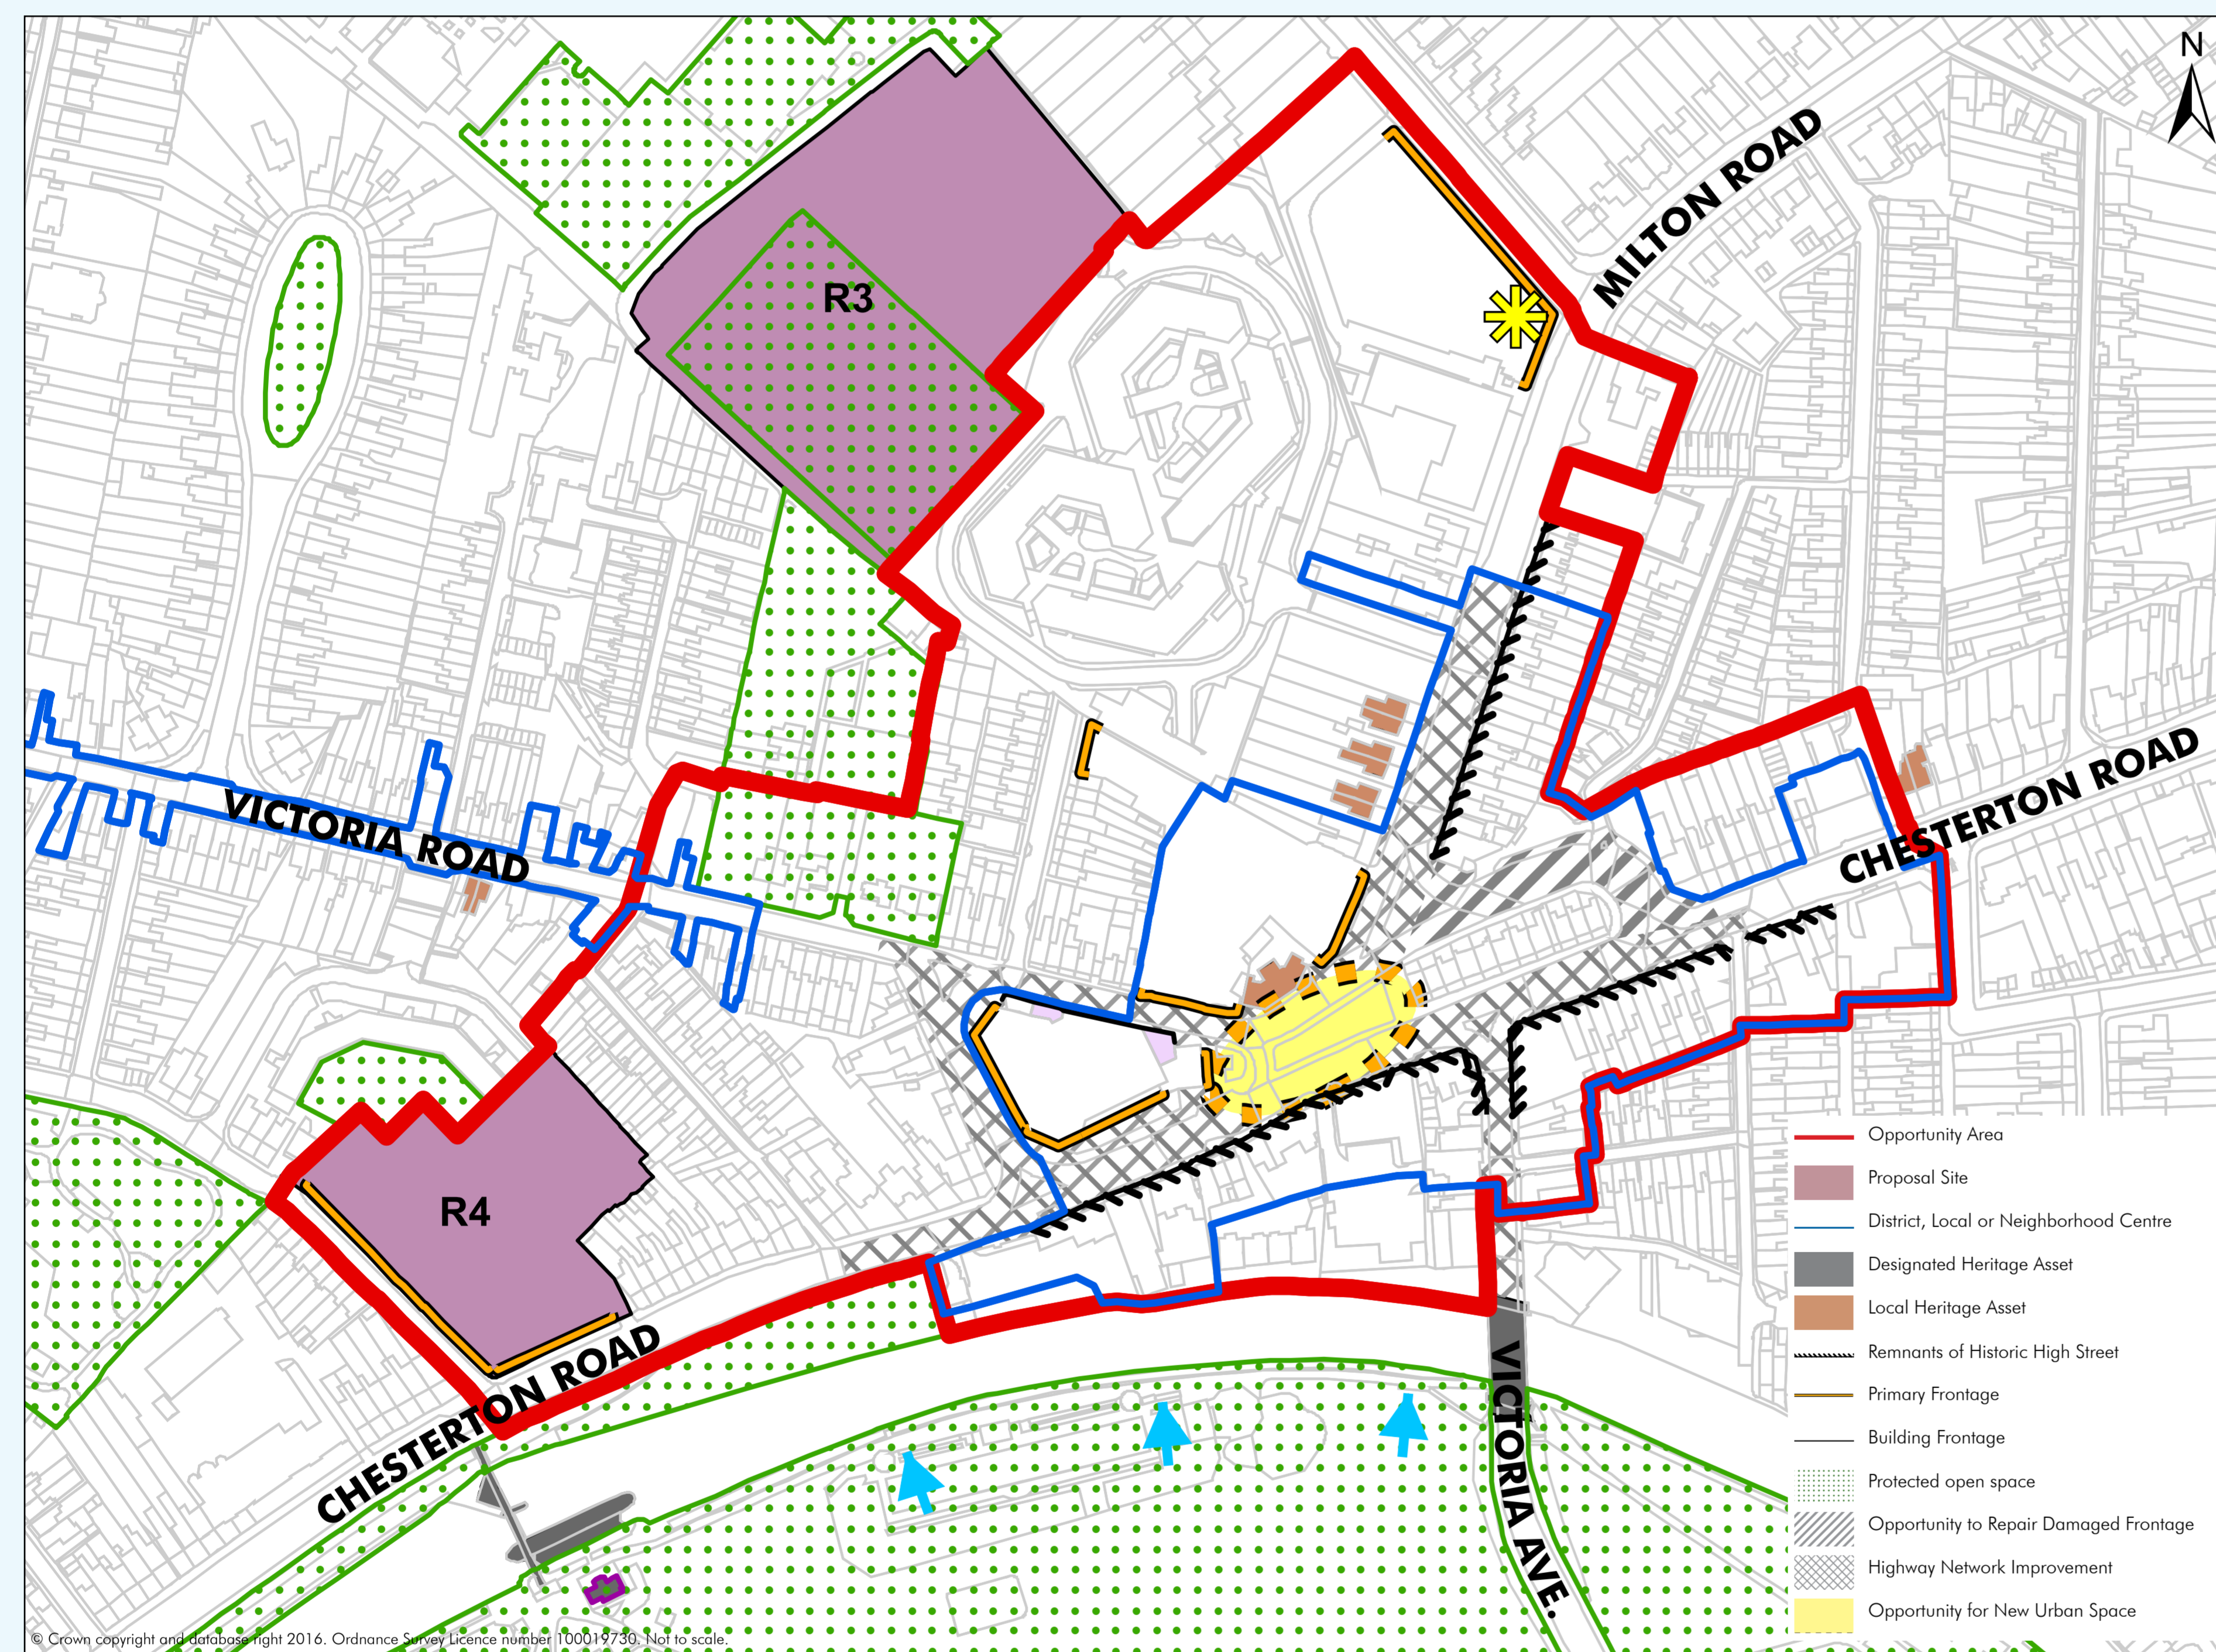 N
MILTON ROAD
R3
VICTORIA ROAD
CHESTERTON ROAD
R4
CHESTERTON ROAD
VICTORIA AVE.
Opportunity Area
Proposal Site
District, Local or Neighborhood Centre
Designated Heritage Asset
Local Heritage Asset
Remnants of Historic High Street
Primary Frontage
Building Frontage
Protected open space
Opportunity to Repair Damaged Frontage
Highway Network Improvement
Opportunity for New Urban Space
© Crown copyright and database right 2016. Ordnance Survey Licence number 100019730. Not to scale.